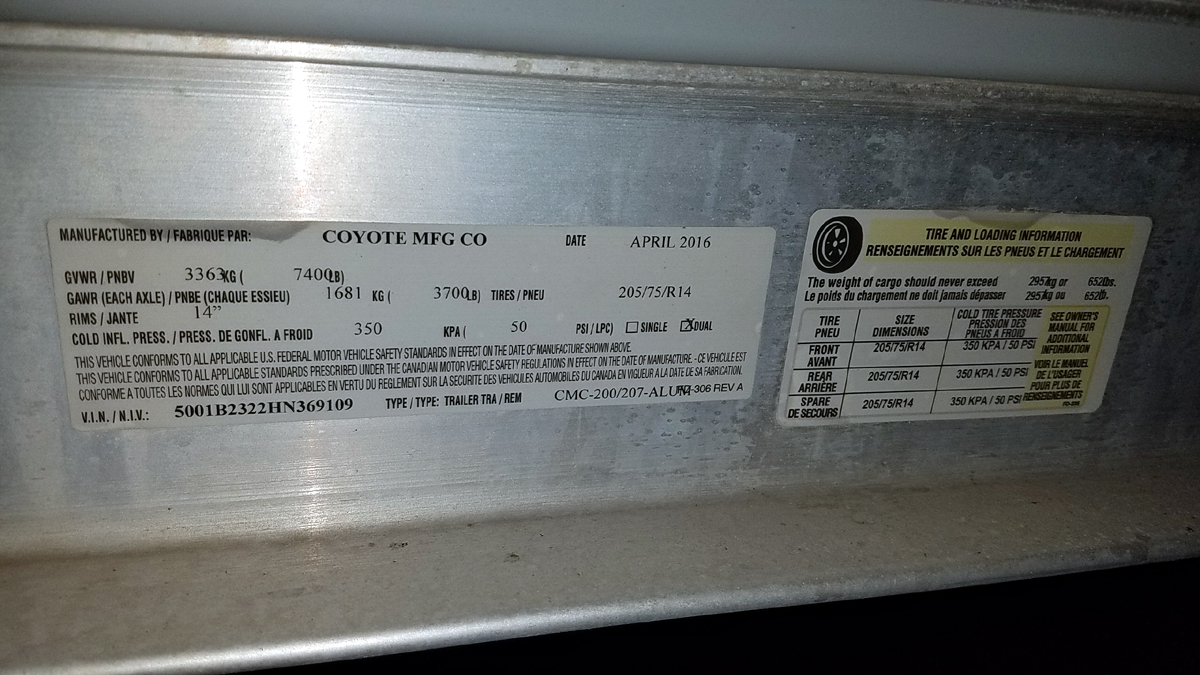 MANUFACTURED BY / FABRIQUE PAR: COYOTE MFG CO DATE APRIL 2016
GVWR / PNBV 3363 KG ( 7400 LB)
GAWR (EACH AXLE) / PNBE (CHAQUE ESSIEU) 1681 KG ( 3700 LB) TIRES / PNEU 205/75/R14
RIMS / JANTE 14"
COLD INFL. PRESS. / PRESS. DE GONFL. A FROID 350 KPA ( 50 PSI / LPC) ☐ SINGLE ☒ DUAL
THIS VEHICLE CONFORMS TO ALL APPLICABLE U.S. FEDERAL MOTOR VEHICLE SAFETY STANDARDS IN EFFECT ON THE DATE OF MANUFACTURE SHOWN ABOVE.
THIS VEHICLE CONFORMS TO ALL APPLICABLE STANDARDS PRESCRIBED UNDER THE CANADIAN MOTOR VEHICLE SAFETY REGULATIONS IN EFFECT ON THE DATE OF MANUFACTURE. - CE VEHICLE EST
CONFORME A TOUTES LES NORMES QUI LUI SONT APPLICABLES EN VERTU DU REGLEMENT SUR LA SECURITE DES VEHICULES AUTOMOBILES DU CANADA EN VIGUEUR A LA DATE DE SA FABRICATION.
V.I.N. / N.I.V.: 5001B2322HN369109 TYPE / TYPE: TRAILER TRA / REM CMC-200/207-ALUM -306 REV A
TIRE AND LOADING INFORMATION
RENSEIGNEMENTS SUR LES PNEUS ET LE CHARGEMENT
The weight of cargo should never exceed 2957 kg or 6520 lbs.
Le poids du chargement ne doit jamais dépasser 2957 kg ou 6520 lb.
TIRE SIZE COLD TIRE PRESSURE
PNEU DIMENSIONS PRESSION DES PNEUS A FROID
FRONT AVANT 205/75/R14 350 KPA / 50 PSI
REAR ARRIÈRE 205/75/R14 350 KPA / 50 PSI
SPARE DE SECOURS 205/75/R14 350 KPA / 50 PSI
SEE OWNER'S
MANUAL FOR
ADDITIONAL
INFORMATION
VOIR LE MANUEL
DE L'USAGER
POUR PLUS DE
RENSEIGNEMENTS